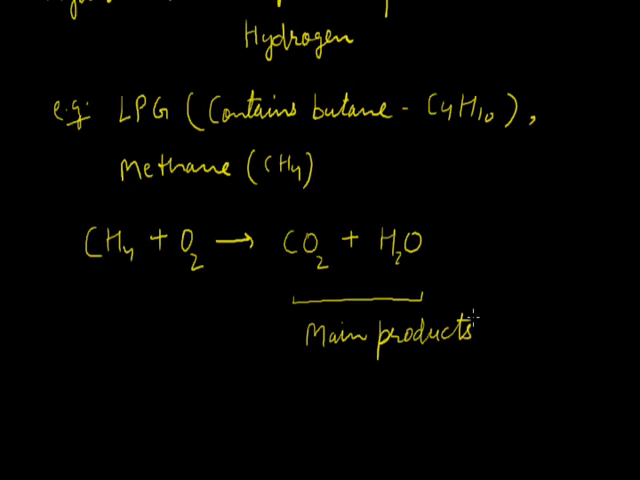 Hydrogen
e.g: LPG (Contains butane - C4H10),
Methane (CH4)
CH4 + O2 → CO2 + H2O
Main products